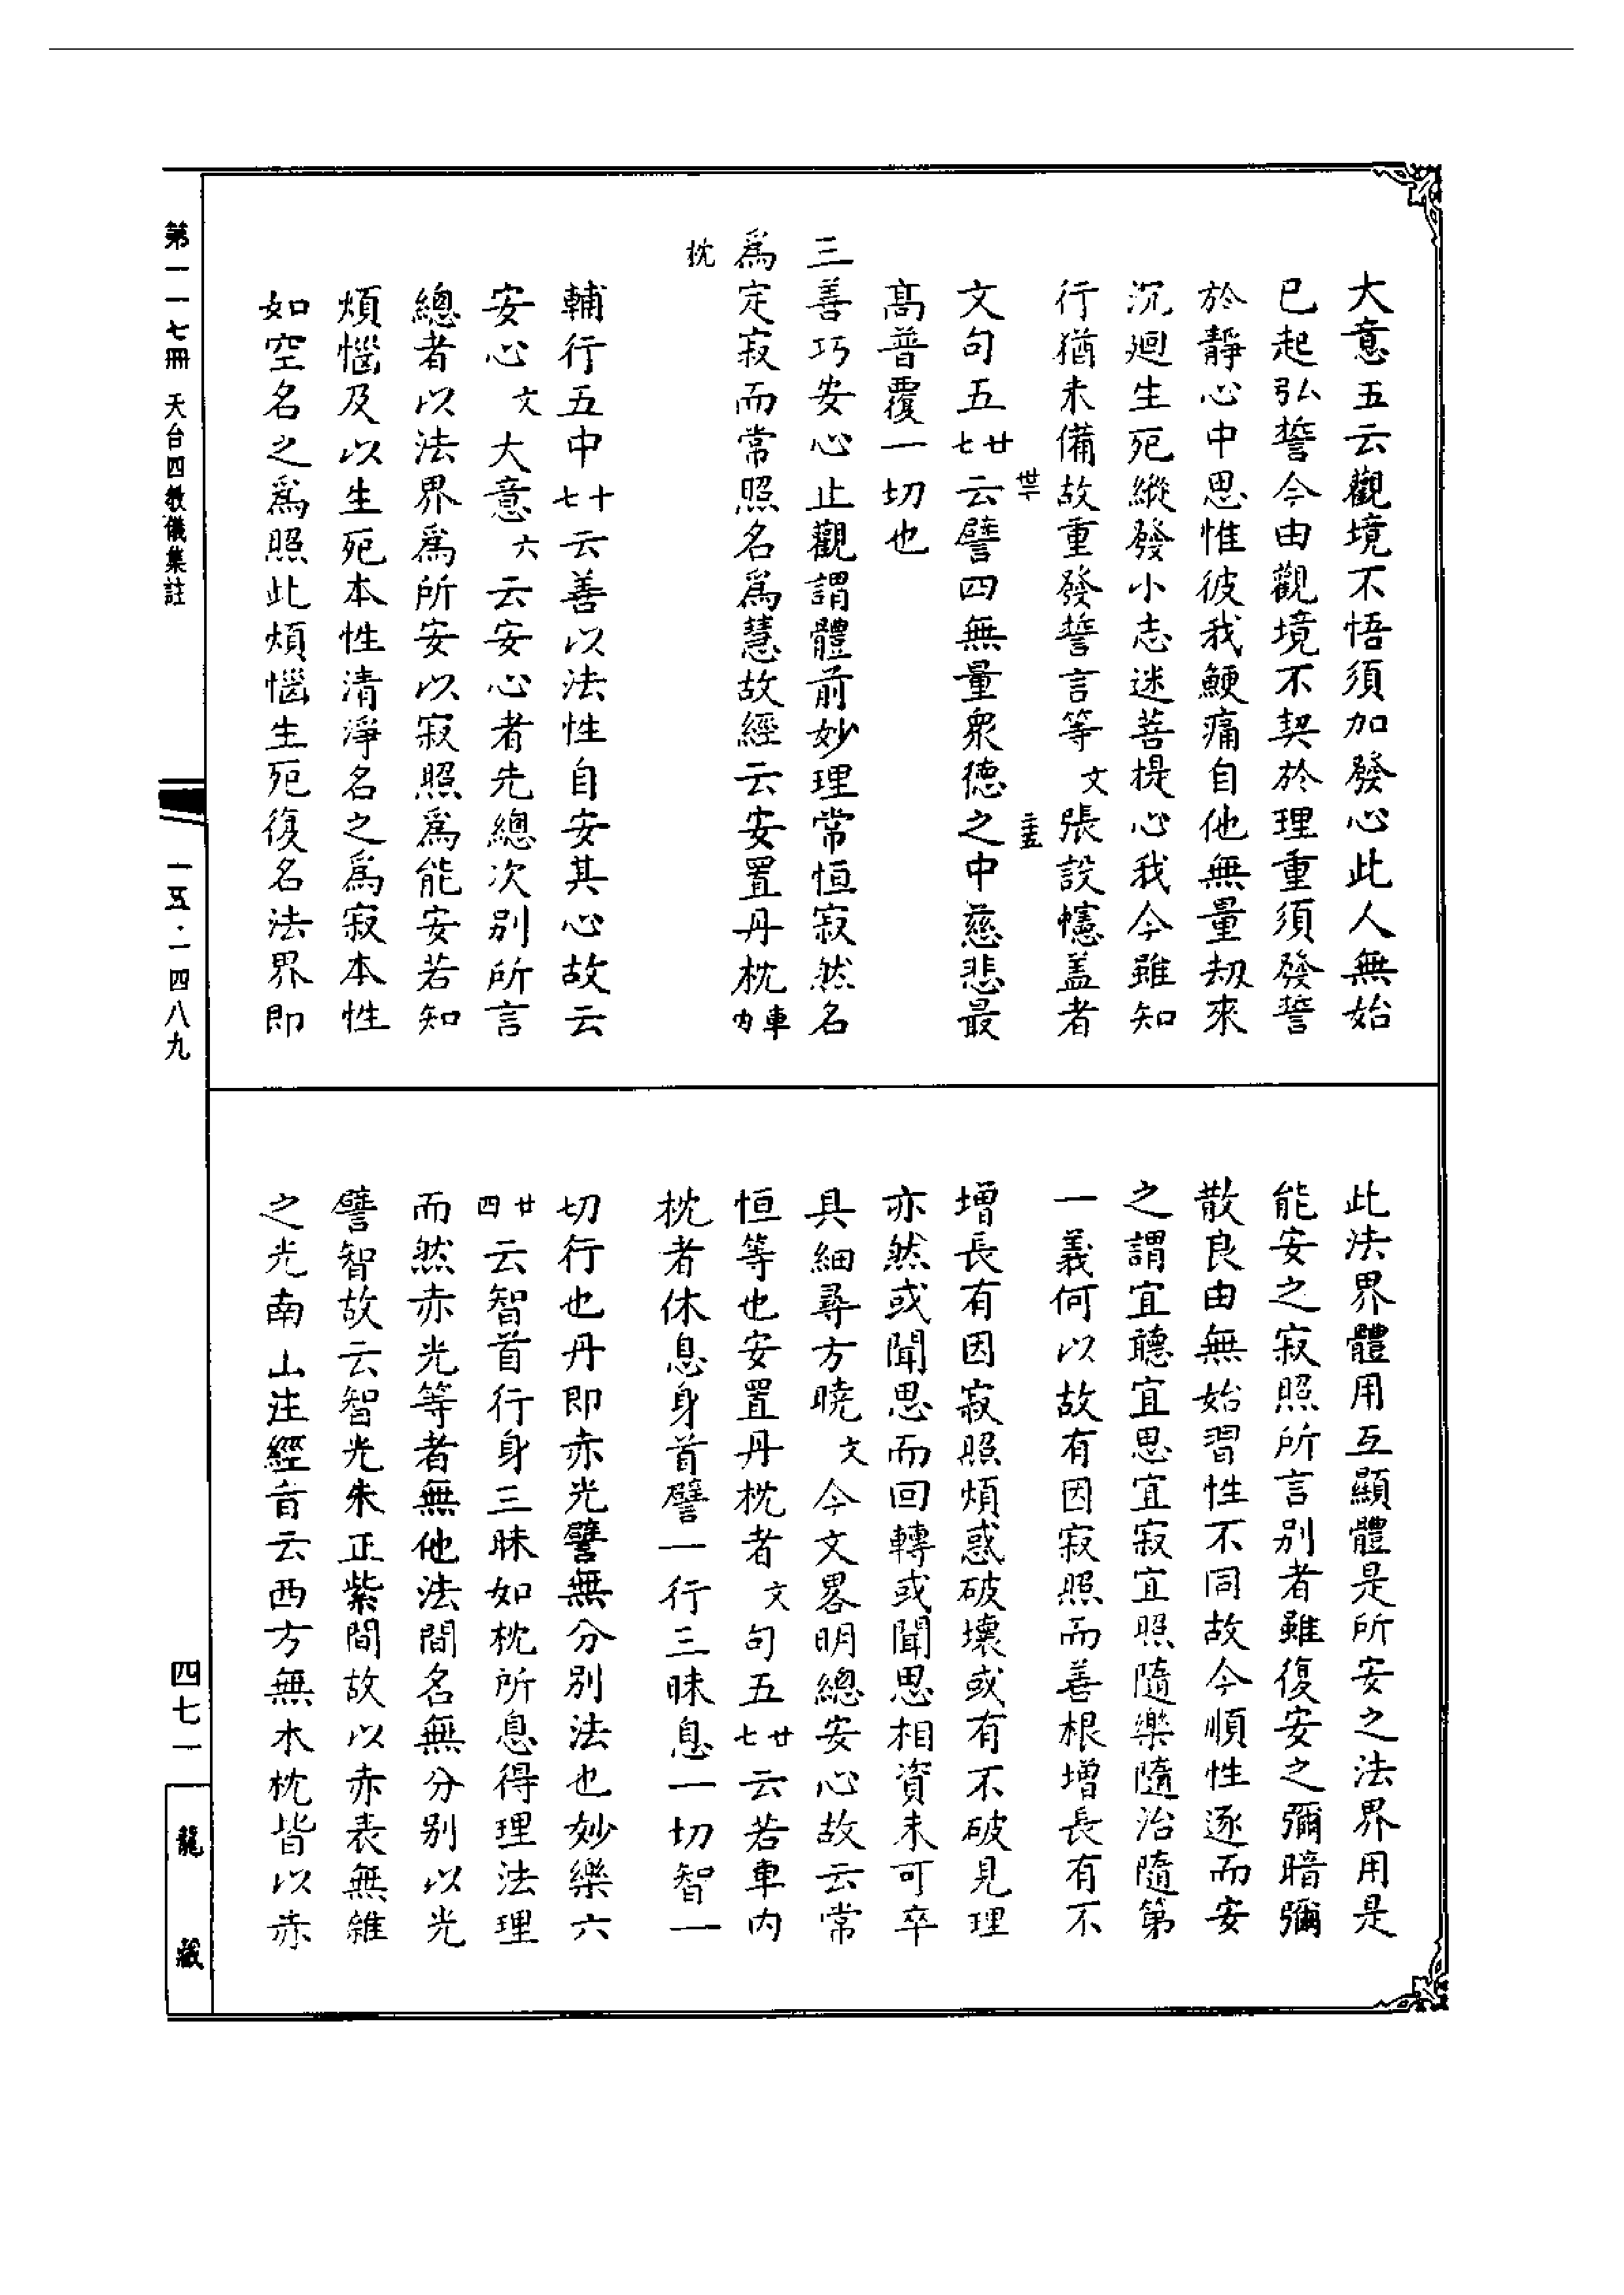 大意五云觀境不悟須加發心此人無始
已起弘誓今由觀境不契於理重須發誓
於靜心中思惟彼我鯁痛自他無量劫來
沉迴生死縱發小志迷菩提心我今雖知
行猶未備故重發誓言等文張設幰蓋者
文句五廿七云譬四無量衆德之中慈悲最
高普覆一切也
三善巧安心止觀謂體前妙理常恒寂然名
為定寂而常照名為慧故經云安置丹枕車內
枕
輔行五中十七云善以法性自安其心故云
安心文大意六云安心者先總次別所言
總者以法界為所安以寂照為能安若知
煩惱及以生死本性清淨名之為寂本性
如空名之為照此煩惱生死復名法界即
此法界體用互顯體是所安之法界用是
能安之寂照所言別者雖復安之彌暗彌
散良由無始習性不同故今順性逐而安
之謂宜聽宜思宜寂宜照隨樂隨治隨第
一義何以故有因寂照而善根增長有不
增長有因寂照煩惑破壞或有不破見理
亦然或聞思而回轉或聞思相資未可卒
具細尋方曉文今文畧明總安心故云常
恒等也安置丹枕者文句五廿七云若車內
枕者休息身首譬一行三昧息一切智一
切行也丹即赤光譬無分別法也妙樂六
廿四云智首行身三昧如枕所息得理法理
而然赤光等者無他法間名無分別以光
譬智故云智光朱正紫間故以赤表無雜
之光南山注經音云西方無木枕皆以赤
第一一七冊 天台四教儀集註
一五·一四八九
四七一
龍藏